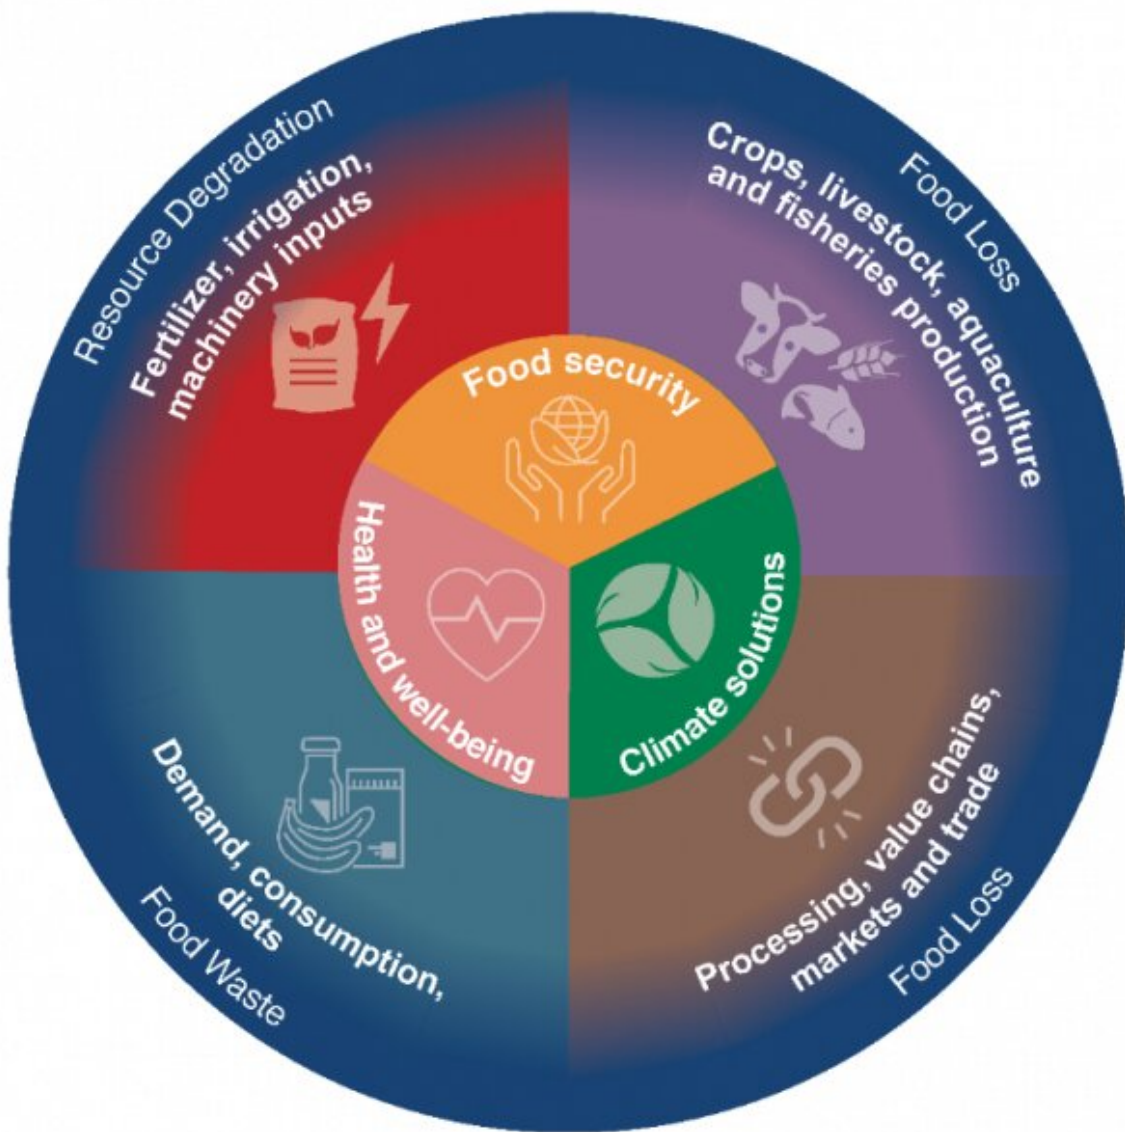 Resource Degradation
Fertilizer, irrigation,
machinery inputs
Food Loss
Crops, livestock, aquaculture
and fisheries production
Food security
Health and well-being
Climate solutions
Demand, consumption,
diets
Food Waste
Processing, value chains,
markets and trade
Food Loss